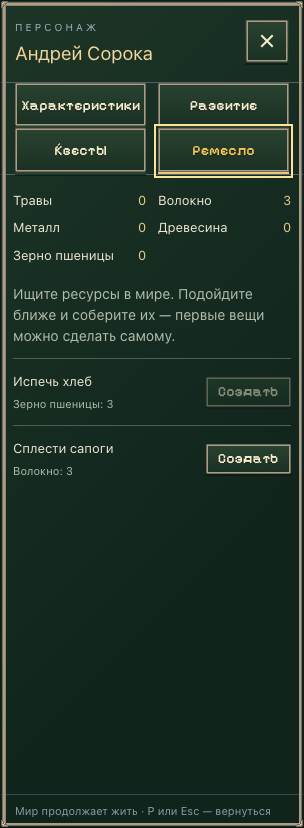 ПЕРСОНАЖ
Андрей Сорока
✕
Характеристики
Развитие
Квесты
Ремесло
Травы 0 Волокно 3
Металл 0 Древесина 0
Зерно пшеницы 0
Ищите ресурсы в мире. Подойдите
ближе и соберите их — первые вещи
можно сделать самому.
Испечь хлеб
Зерно пшеницы: 3
Создать
Сплести сапоги
Волокно: 3
Создать
Мир продолжает жить · P или Esc — вернуться